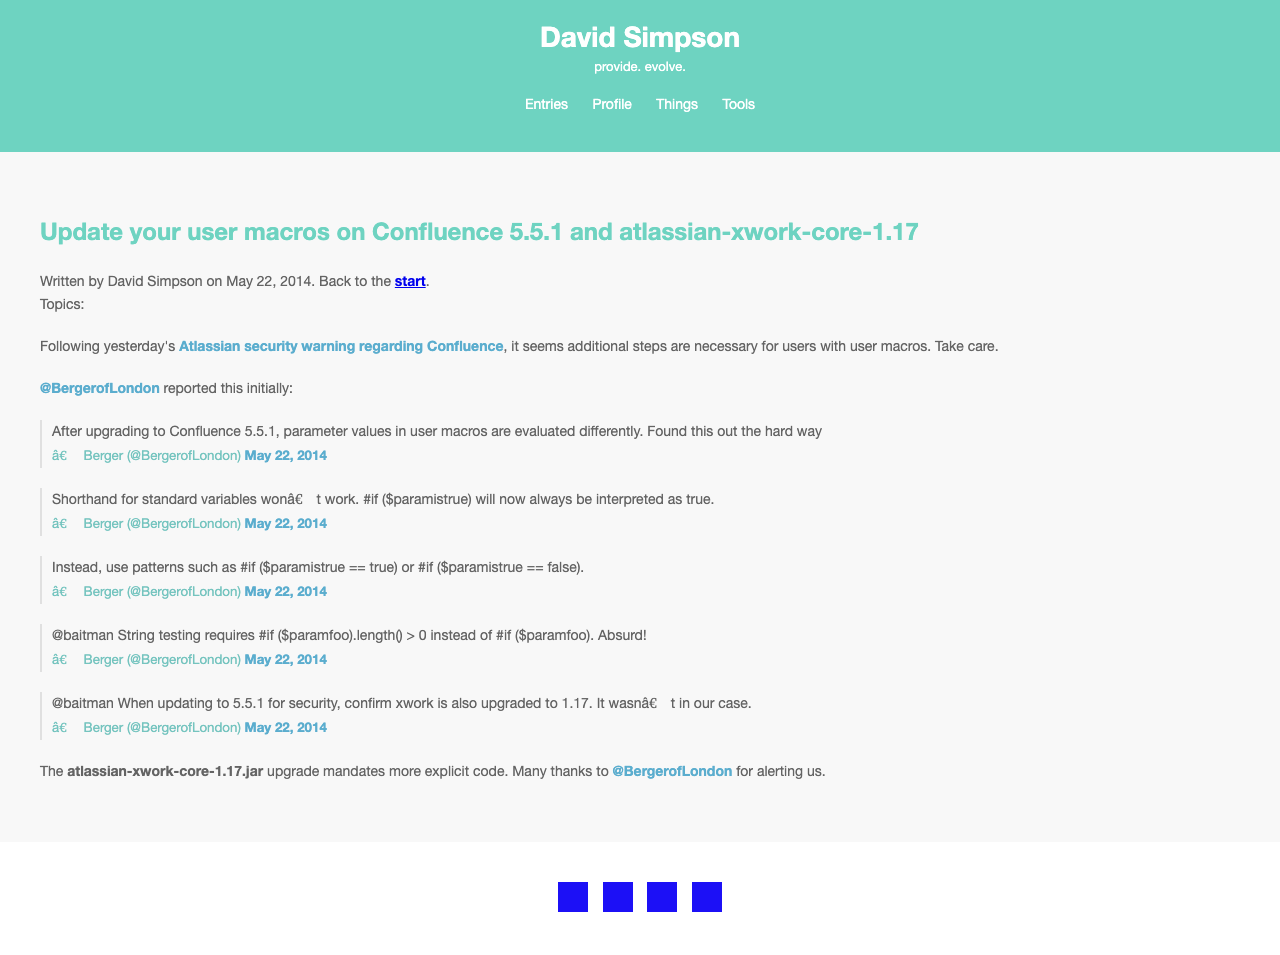 David Simpson
provide. evolve.
Entries Profile Things Tools
Update your user macros on Confluence 5.5.1 and atlassian-xwork-core-1.17
Written by David Simpson on May 22, 2014. Back to the start.
Topics:
Following yesterday's Atlassian security warning regarding Confluence, it seems additional steps are necessary for users with user macros. Take care.
@BergerofLondon reported this initially:
After upgrading to Confluence 5.5.1, parameter values in user macros are evaluated differently. Found this out the hard way
â€ Berger (@BergerofLondon) May 22, 2014
Shorthand for standard variables wonâ€ t work. #if ($paramistrue) will now always be interpreted as true.
â€ Berger (@BergerofLondon) May 22, 2014
Instead, use patterns such as #if ($paramistrue == true) or #if ($paramistrue == false).
â€ Berger (@BergerofLondon) May 22, 2014
@baitman String testing requires #if ($paramfoo).length() > 0 instead of #if ($paramfoo). Absurd!
â€ Berger (@BergerofLondon) May 22, 2014
@baitman When updating to 5.5.1 for security, confirm xwork is also upgraded to 1.17. It wasnâ€ t in our case.
â€ Berger (@BergerofLondon) May 22, 2014
The atlassian-xwork-core-1.17.jar upgrade mandates more explicit code. Many thanks to @BergerofLondon for alerting us.